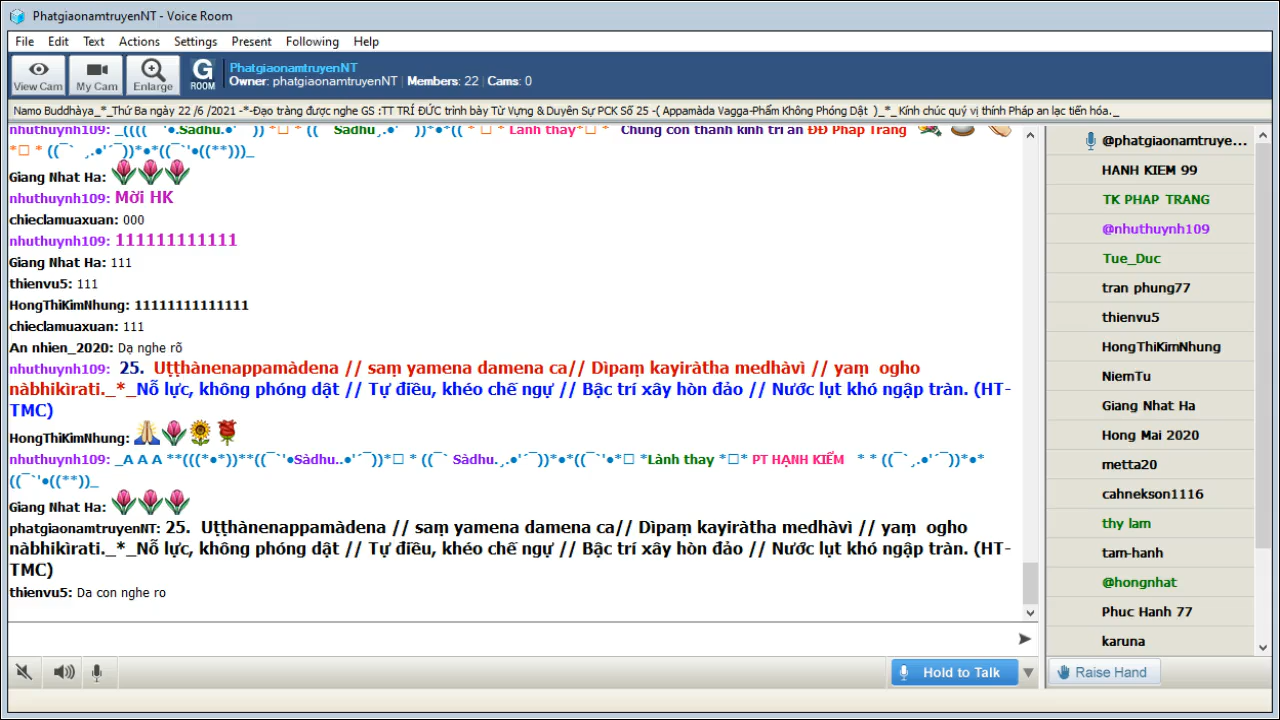 PhatgiaonamtruyenNT - Voice Room
File Edit Text Actions Settings Present Following Help
View Cam My Cam Enlarge G ROOM
PhatgiaonamtruyenNT
Owner: phatgiaonamtruyenNT | Members: 22 | Cams: 0
Namo Buddhàya_*_Thứ Ba ngày 22 /6 /2021 -*-Đạo tràng được nghe GS :TT TRÍ ĐỨC trình bày Từ Vựng & Duyên Sự PCK Số 25 -( Appamàda Vagga-Phẩm Không Phóng Dật )_*_Kính chúc quý vị thính Pháp an lạc tiến hóa._
nhuthuynh109: _(((( ¨'●.Sàdhu.●'¨ )) *□ * ((¨ Sàdhu ¸.●'¨ ))*●*(( * □ * Lành thay*□ * Chúng con thành kính tri ân ĐĐ Pháp Trang
*□ * ((¯` ¸.●'´¯))*●*((¯`'●((**)))_
Giang Nhat Ha:
nhuthuynh109: Mời HK
chieclamuaxuan: 000
nhuthuynh109: 111111111111
Giang Nhat Ha: 111
thienvu5: 111
HongThiKimNhung: 11111111111111
chieclamuaxuan: 111
An nhien_2020: Dạ nghe rõ
nhuthuynh109: 25. Uṭṭhànenappamàdena // saṃ yamena damena ca// Dìpaṃ kayiràtha medhàvì // yaṃ ogho
nàbhikìrati._*_Nỗ lực, không phóng dật // Tự điều, khéo chế ngự // Bậc trí xây hòn đảo // Nước lụt khó ngập tràn. (HT-
TMC)
HongThiKimNhung:
nhuthuynh109: _A A A **(((*●*))**((¯`'●Sàdhu..●'´¯))*□ * ((¯` Sàdhu.¸.●'´¯))*●*((¯`'●*□ *Lành thay *□* PT HẠNH KIỂM * * ((¯`¸.●'´¯))*●*
((¯`'●((**))_
Giang Nhat Ha:
phatgiaonamtruyenNT: 25. Uṭṭhànenappamàdena // saṃ yamena damena ca// Dìpaṃ kayiràtha medhàvì // yaṃ ogho
nàbhikìrati._*_Nỗ lực, không phóng dật // Tự điều, khéo chế ngự // Bậc trí xây hòn đảo // Nước lụt khó ngập tràn. (HT-
TMC)
thienvu5: Da con nghe ro
@phatgiaonamtruye...
HANH KIEM 99
TK PHAP TRANG
@nhuthuynh109
Tue_Duc
tran phung77
thienvu5
HongThiKimNhung
NiemTu
Giang Nhat Ha
Hong Mai 2020
metta20
cahnekson1116
thy lam
tam-hanh
@hongnhat
Phuc Hanh 77
karuna
Hold to Talk
Raise Hand